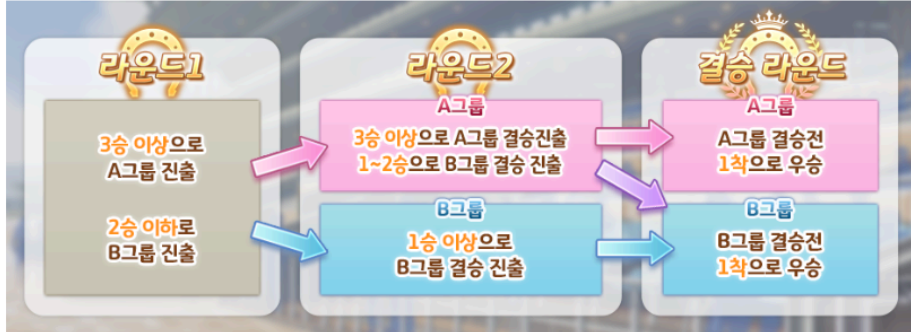 라운드1
3승 이상으로
A그룹 진출
2승 이하로
B그룹 진출
라운드2
A그룹
3승 이상으로 A그룹 결승진출
1~2승으로 B그룹 결승 진출
B그룹
1승 이상으로
B그룹 결승 진출
결승 라운드
A그룹
A그룹 결승전
1착으로 우승
B그룹
B그룹 결승전
1착으로 우승